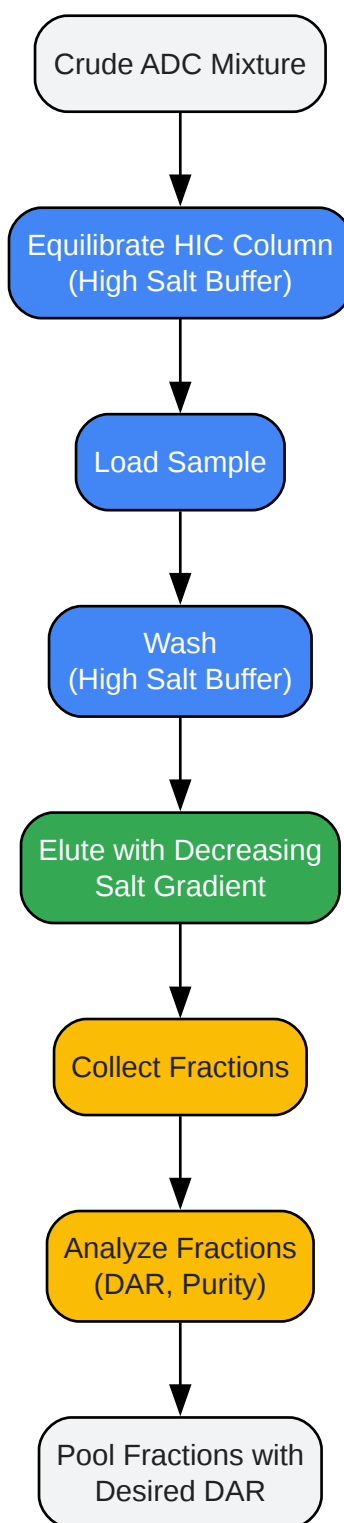 Crude ADC Mixture
Equilibrate HIC Column
(High Salt Buffer)
Load Sample
Wash
(High Salt Buffer)
Elute with Decreasing
Salt Gradient
Collect Fractions
Analyze Fractions
(DAR, Purity)
Pool Fractions with
Desired DAR